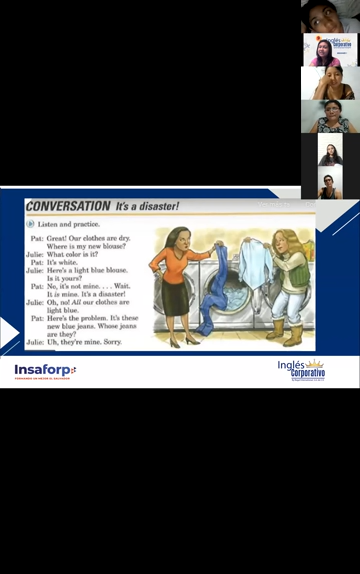 Inglés
Corporativo
CONVERSATION It's a disaster!
Listen and practice.
Pat: Great! Our clothes are dry.
Where is my new blouse?
Julie: What color is it?
Pat: It's white.
Julie: Here's a light blue blouse.
Is it yours?
Pat: No, it's not mine. . . . Wait.
It is mine. It's a disaster!
Julie: Oh, no! All our clothes are
light blue.
Pat: Here's the problem. It's these
new blue jeans. Whose jeans
are they?
Julie: Uh, they're mine. Sorry.
Insaforp
Inglés
Corporativo